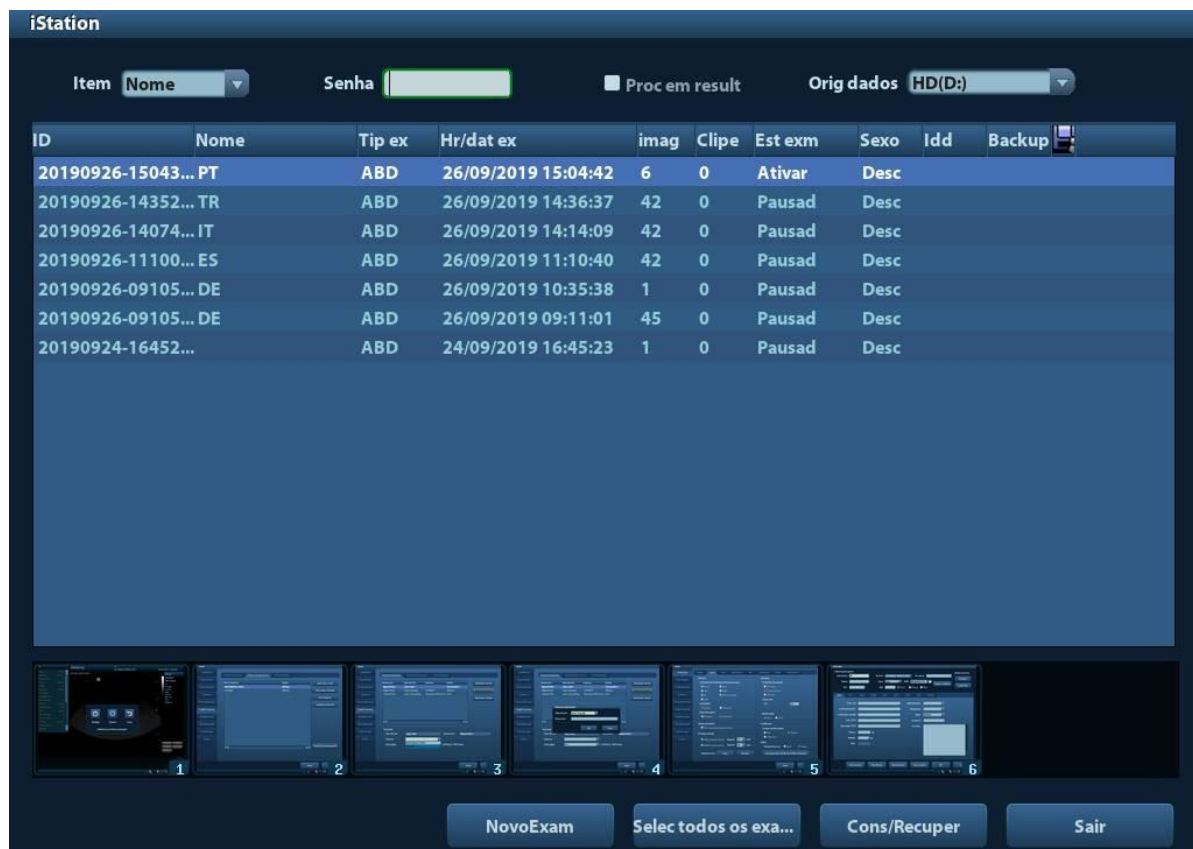 iStation
Item Nome Senha Proc em result Orig dados HD(D:)
ID Nome Tip ex Hr/dat ex imag Clipe Est exm Sexo Idd Backup
20190926-15043... PT ABD 26/09/2019 15:04:42 6 0 Ativar Desc
20190926-14352... TR ABD 26/09/2019 14:36:37 42 0 Pausad Desc
20190926-14074... IT ABD 26/09/2019 14:14:09 42 0 Pausad Desc
20190926-11100... ES ABD 26/09/2019 11:10:40 42 0 Pausad Desc
20190926-09105... DE ABD 26/09/2019 10:35:38 1 0 Pausad Desc
20190926-09105... DE ABD 26/09/2019 09:11:01 45 0 Pausad Desc
20190924-16452... ABD 24/09/2019 16:45:23 1 0 Pausad Desc
1 2 3 4 5 6
NovoExam Selec todos os exa... Cons/Recuper Sair